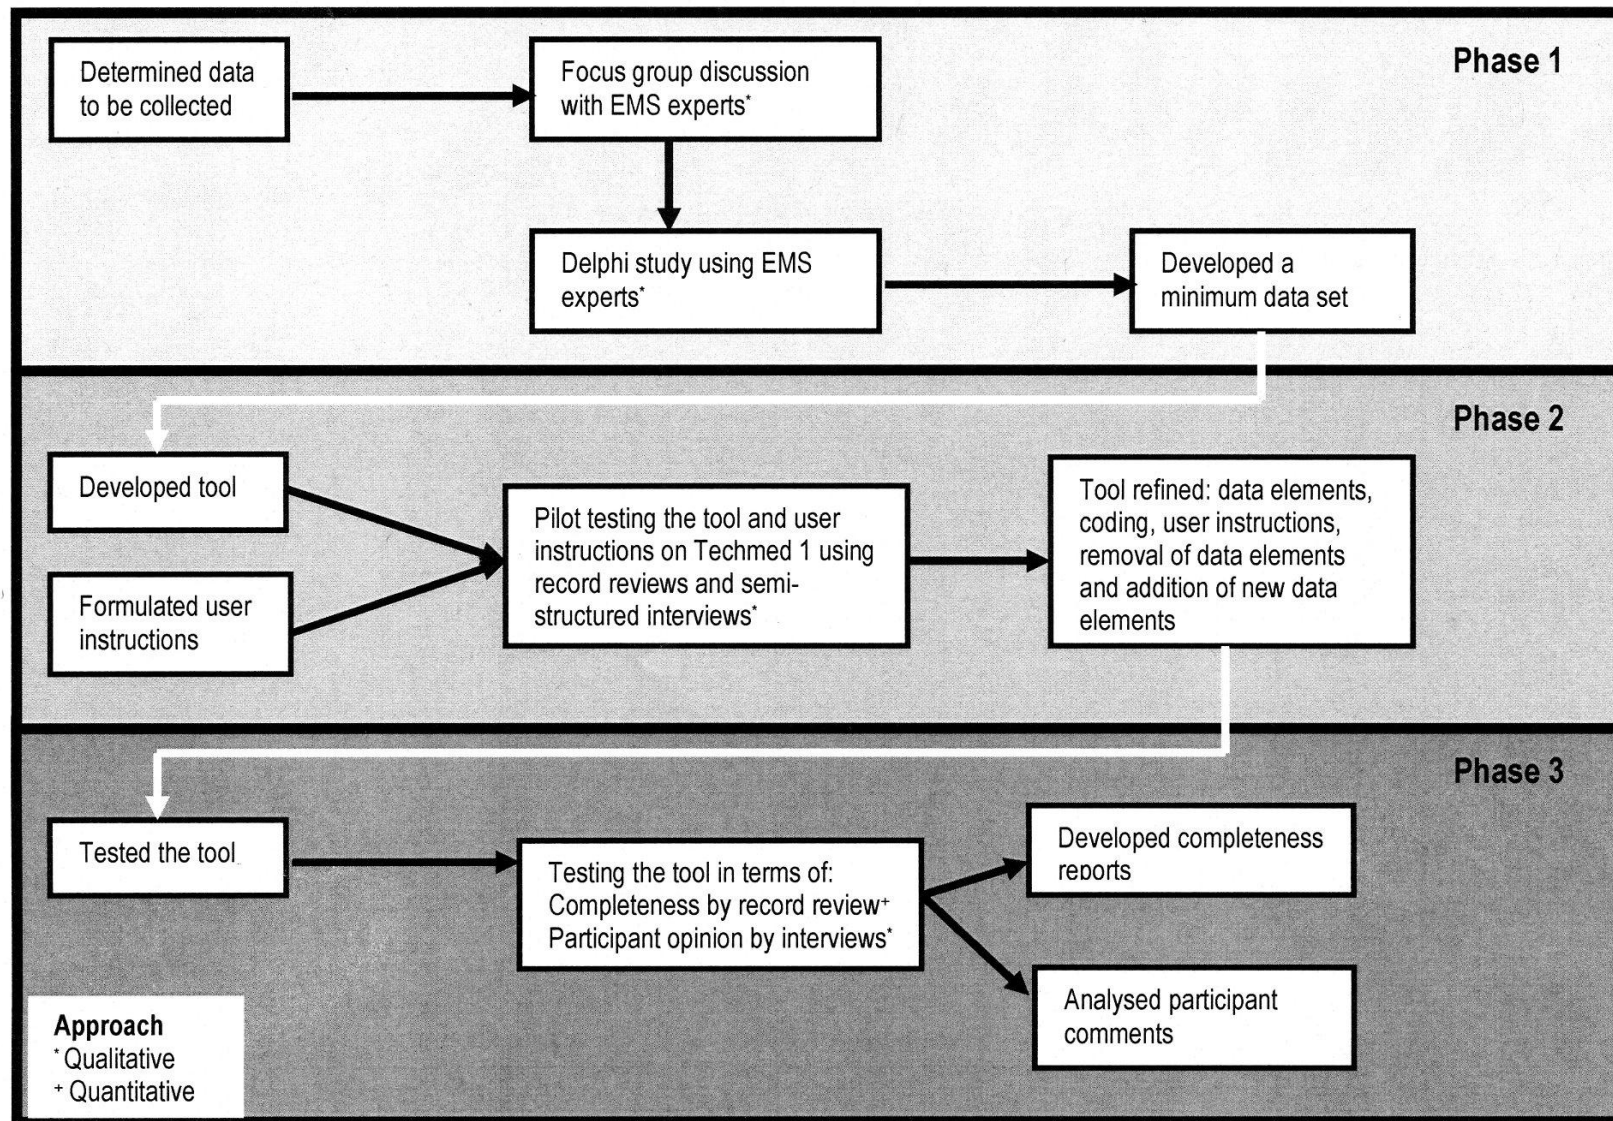 Phase 1
Determined data
to be collected
Focus group discussion
with EMS experts*
Delphi study using EMS
experts*
Developed a
minimum data set
Phase 2
Developed tool
Formulated user
instructions
Pilot testing the tool and user
instructions on Techmed 1 using
record reviews and semi-
structured interviews*
Tool refined: data elements,
coding, user instructions,
removal of data elements
and addition of new data
elements
Phase 3
Tested the tool
Testing the tool in terms of:
Completeness by record review+
Participant opinion by interviews*
Developed completeness
reports
Analysed participant
comments
Approach
* Qualitative
+ Quantitative